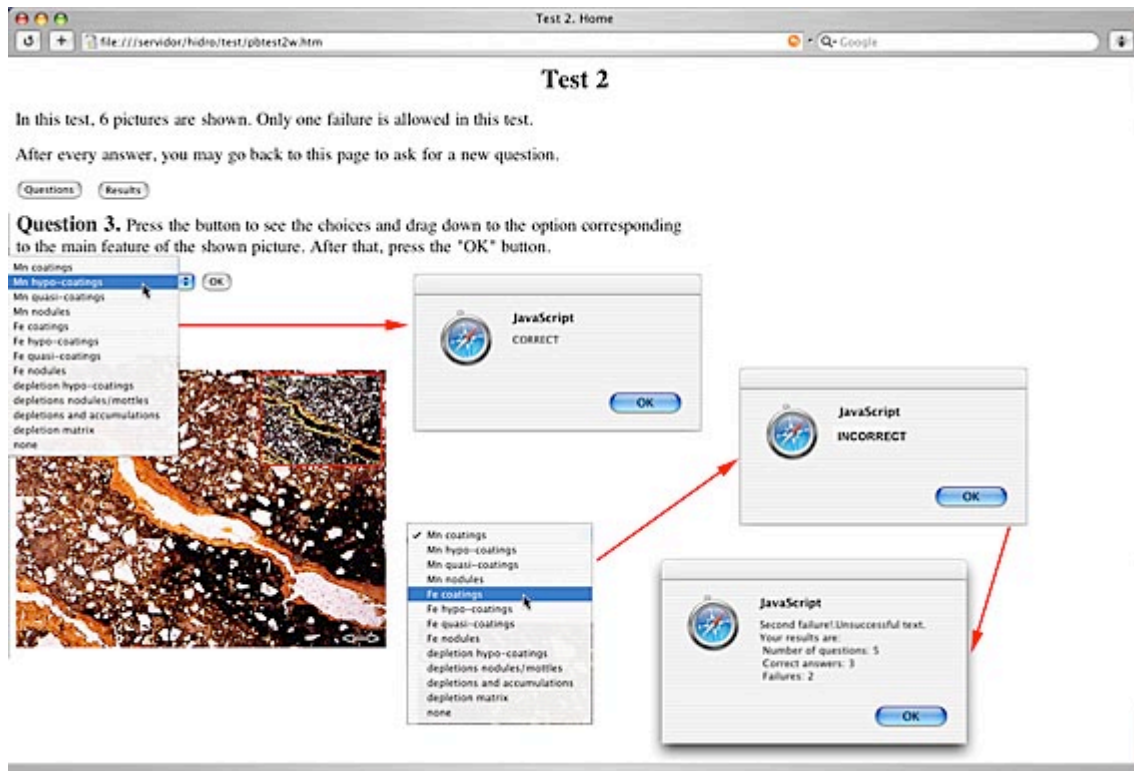 Test 2. Home
file:///servidor/hidro/test/pbtest2w.htm
Q- Google
Test 2
In this test, 6 pictures are shown. Only one failure is allowed in this test.
After every answer, you may go back to this page to ask for a new question.
Questions Results
Question 3. Press the button to see the choices and drag down to the option corresponding
to the main feature of the shown picture. After that, press the "OK" button.
OK
Mn coatings
Mn hypo-coatings
Mn quasi-coatings
Mn nodules
Fe coatings
Fe hypo-coatings
Fe quasi-coatings
Fe nodules
depletion hypo-coatings
depletions nodules/mottles
depletions and accumulations
depletion matrix
none
JavaScript
CORRECT
OK
JavaScript
INCORRECT
OK
Mn coatings
Mn hypo-coatings
Mn quasi-coatings
Mn nodules
Fe coatings
Fe hypo-coatings
Fe quasi-coatings
Fe nodules
depletion hypo-coatings
depletions nodules/mottles
depletions and accumulations
depletion matrix
none
JavaScript
Second failure!.Unsuccessful text.
Your results are:
Number of questions: 5
Correct answers: 3
Failures: 2
OK